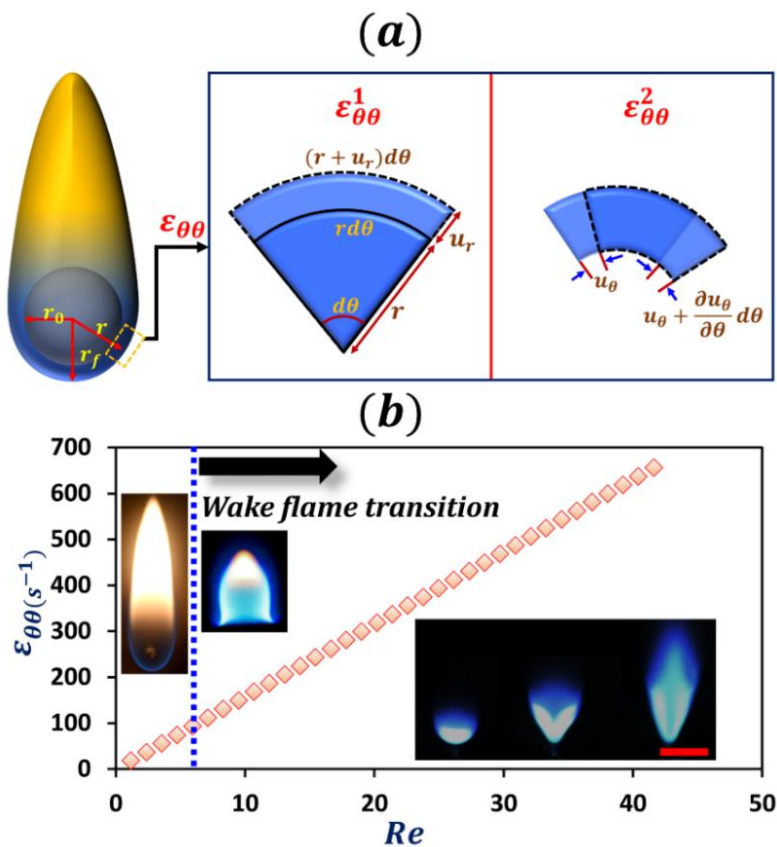 (a)
ε¹θθ
ε²θθ
(r + uᵣ)dθ
εθθ
rdθ
uᵣ
dθ
r
r₀
r
r_f
uθ
uθ + ∂uθ/∂θ dθ
(b)
700
600
500
400
300
200
100
0
εθθ(s⁻¹)
Wake flame transition
0 10 20 30 40 50
Re